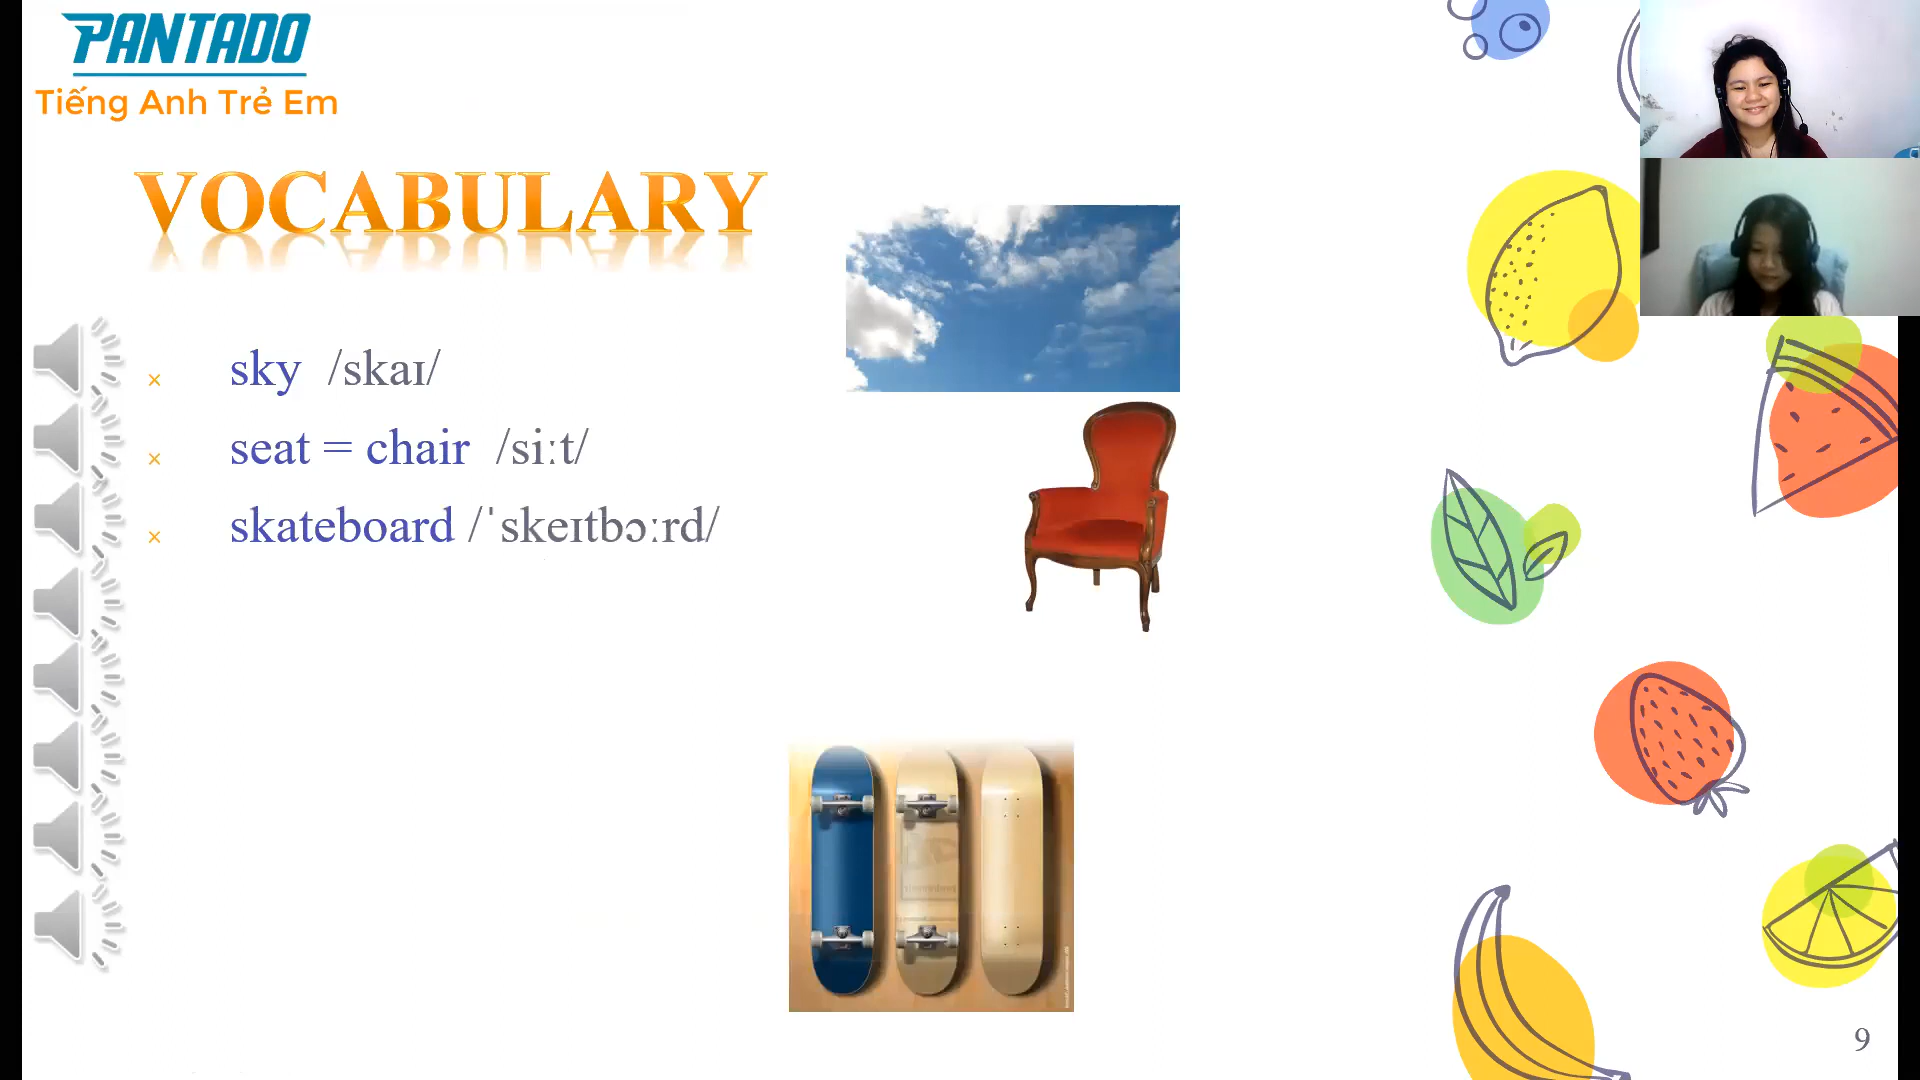 PANTADO
Tiếng Anh Trẻ Em
VOCABULARY
× sky /skaɪ/
× seat = chair /siːt/
× skateboard /ˈskeɪtbɔːrd/
9